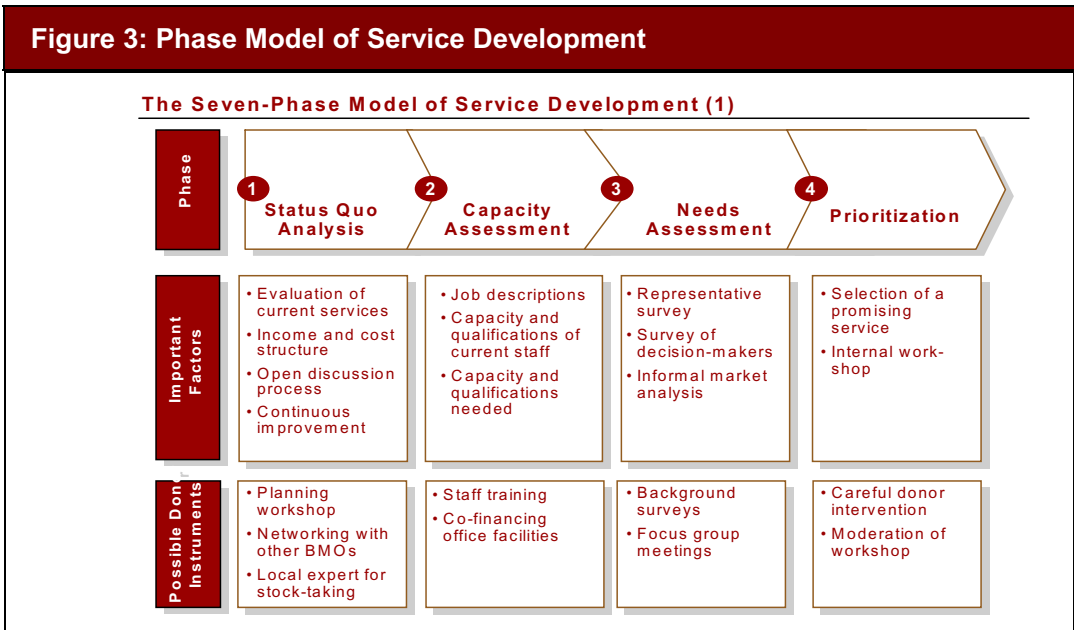 Figure 3: Phase Model of Service Development
The Seven-Phase Model of Service Development (1)
Phase
1
Status Quo
Analysis
2
Capacity
Assessment
3
Needs
Assessment
4
Prioritization
Important
Factors
• Evaluation of
current services
• Income and cost
structure
• Open discussion
process
• Continuous
improvement
• Job descriptions
• Capacity and
qualifications of
current staff
• Capacity and
qualifications
needed
• Representative
survey
• Survey of
decision-makers
• Informal market
analysis
• Selection of a
promising
service
• Internal work-
shop
Possible Donor
Instruments
• Planning
workshop
• Networking with
other BMOs
• Local expert for
stock-taking
• Staff training
• Co-financing
office facilities
• Background
surveys
• Focus group
meetings
• Careful donor
intervention
• Moderation of
workshop